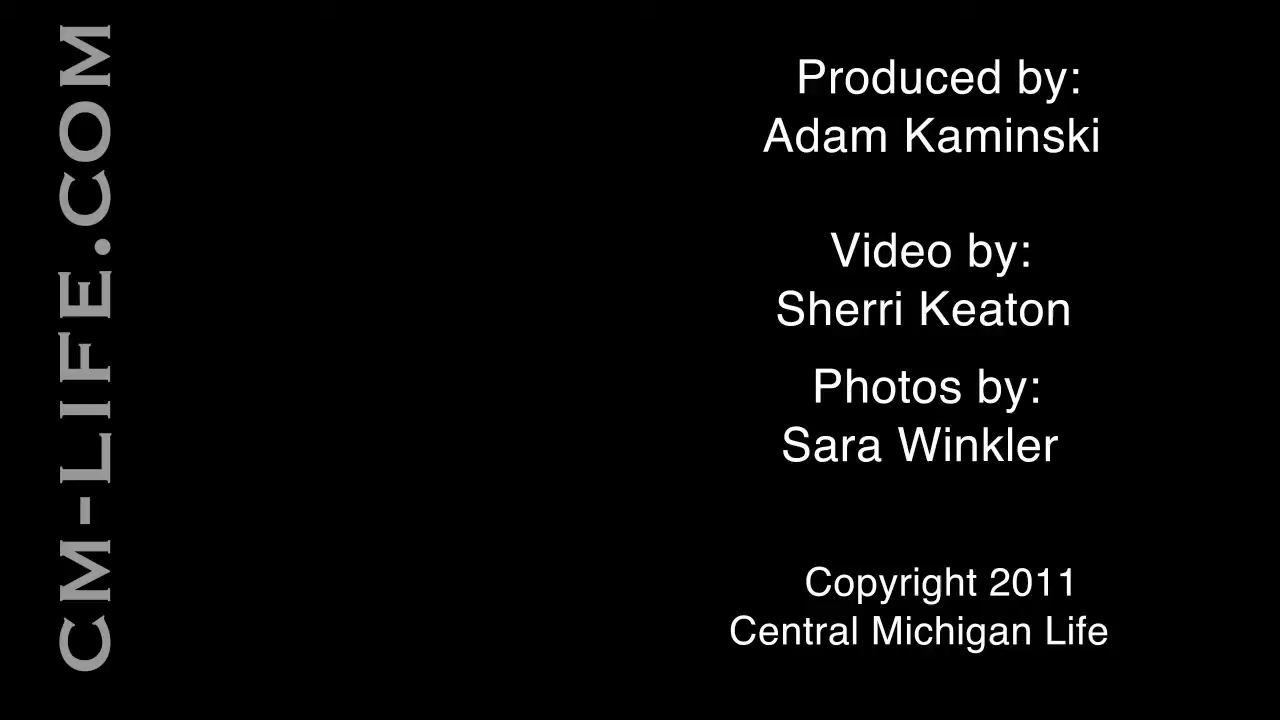 CM-LIFE.COM
Produced by:
Adam Kaminski
Video by:
Sherri Keaton
Photos by:
Sara Winkler
Copyright 2011
Central Michigan Life